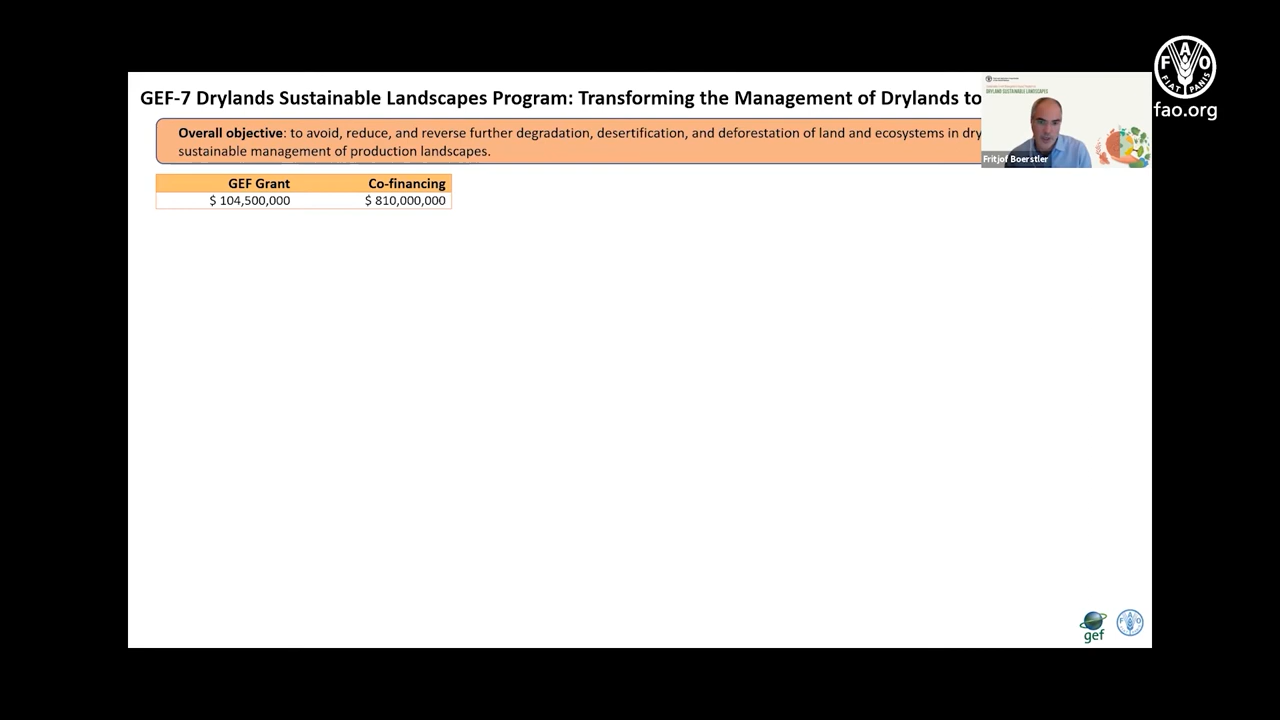 GEF-7 Drylands Sustainable Landscapes Program: Transforming the Management of Drylands to
Overall objective: to avoid, reduce, and reverse further degradation, desertification, and deforestation of land and ecosystems in dry
sustainable management of production landscapes.
GEF Grant Co-financing
$ 104,500,000 $ 810,000,000
DRYLAND SUSTAINABLE LANDSCAPES
Fritjof Boerstler
F A O
FIAT PANIS
fao.org
gef